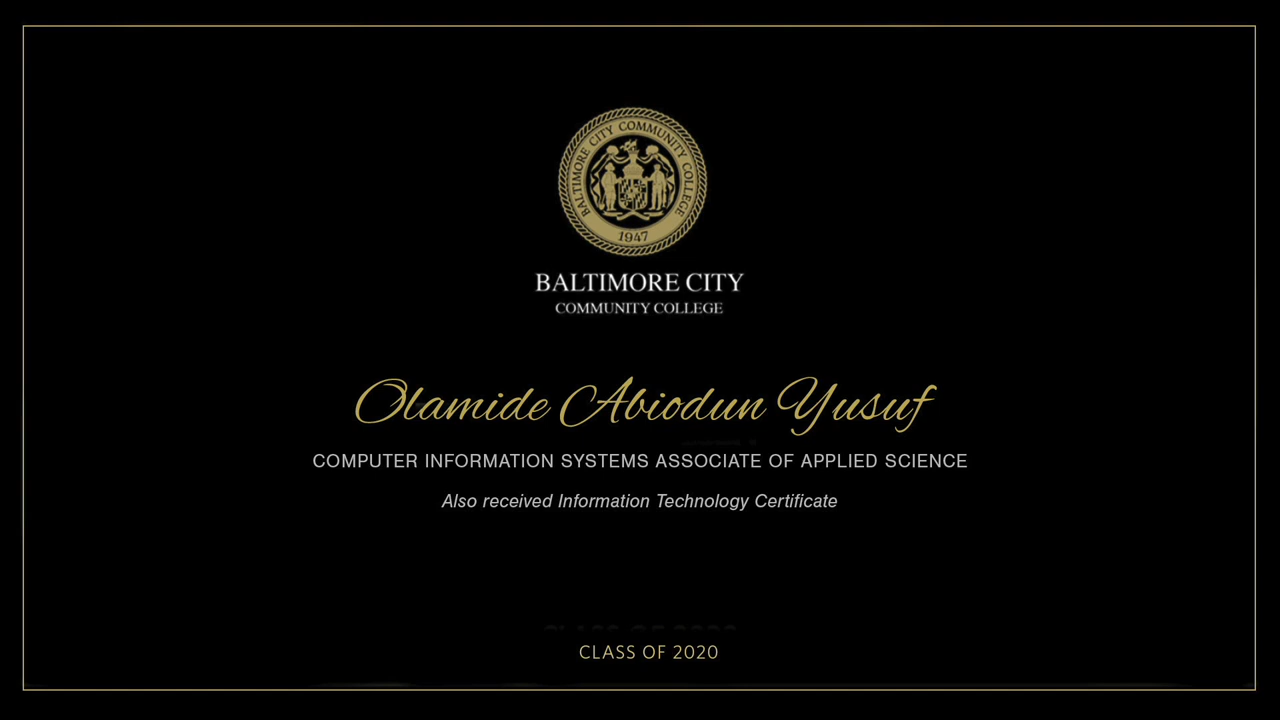 BALTIMORE CITY COMMUNITY COLLEGE
1947
BALTIMORE CITY
COMMUNITY COLLEGE
Olamide Abiodun Yusuf
COMPUTER INFORMATION SYSTEMS ASSOCIATE OF APPLIED SCIENCE
Also received Information Technology Certificate
CLASS OF 2020